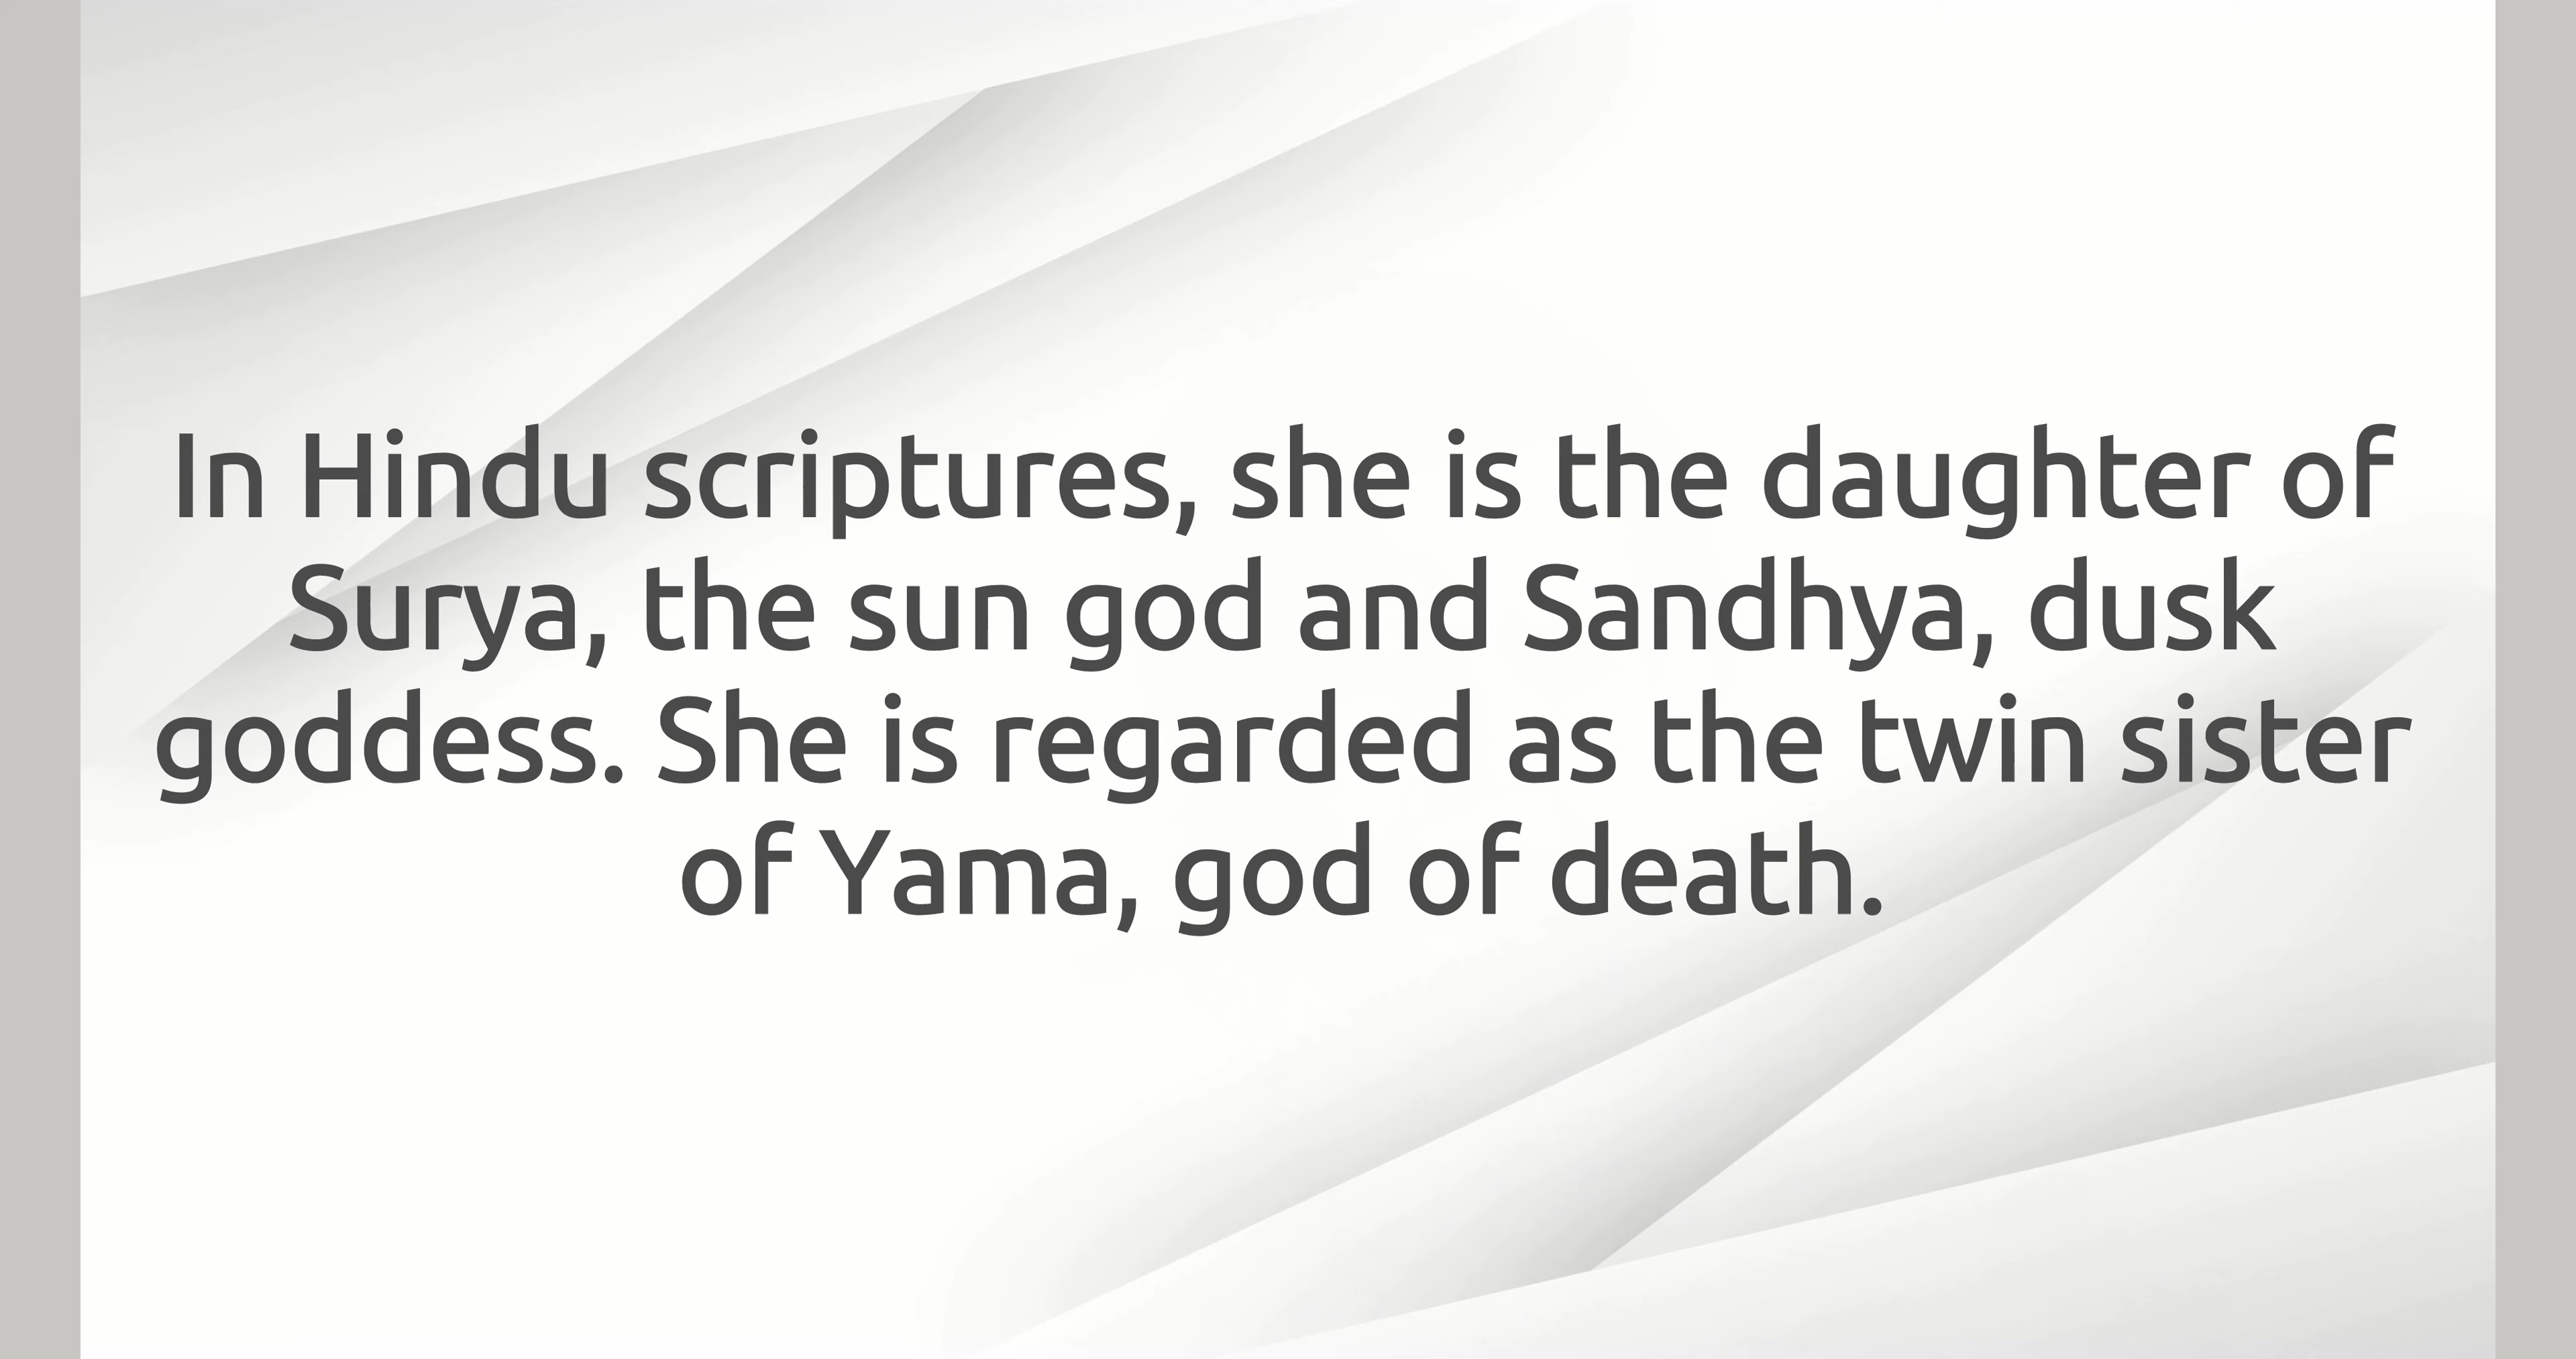 In Hindu scriptures, she is the daughter of
Surya, the sun god and Sandhya, dusk
goddess. She is regarded as the twin sister
of Yama, god of death.